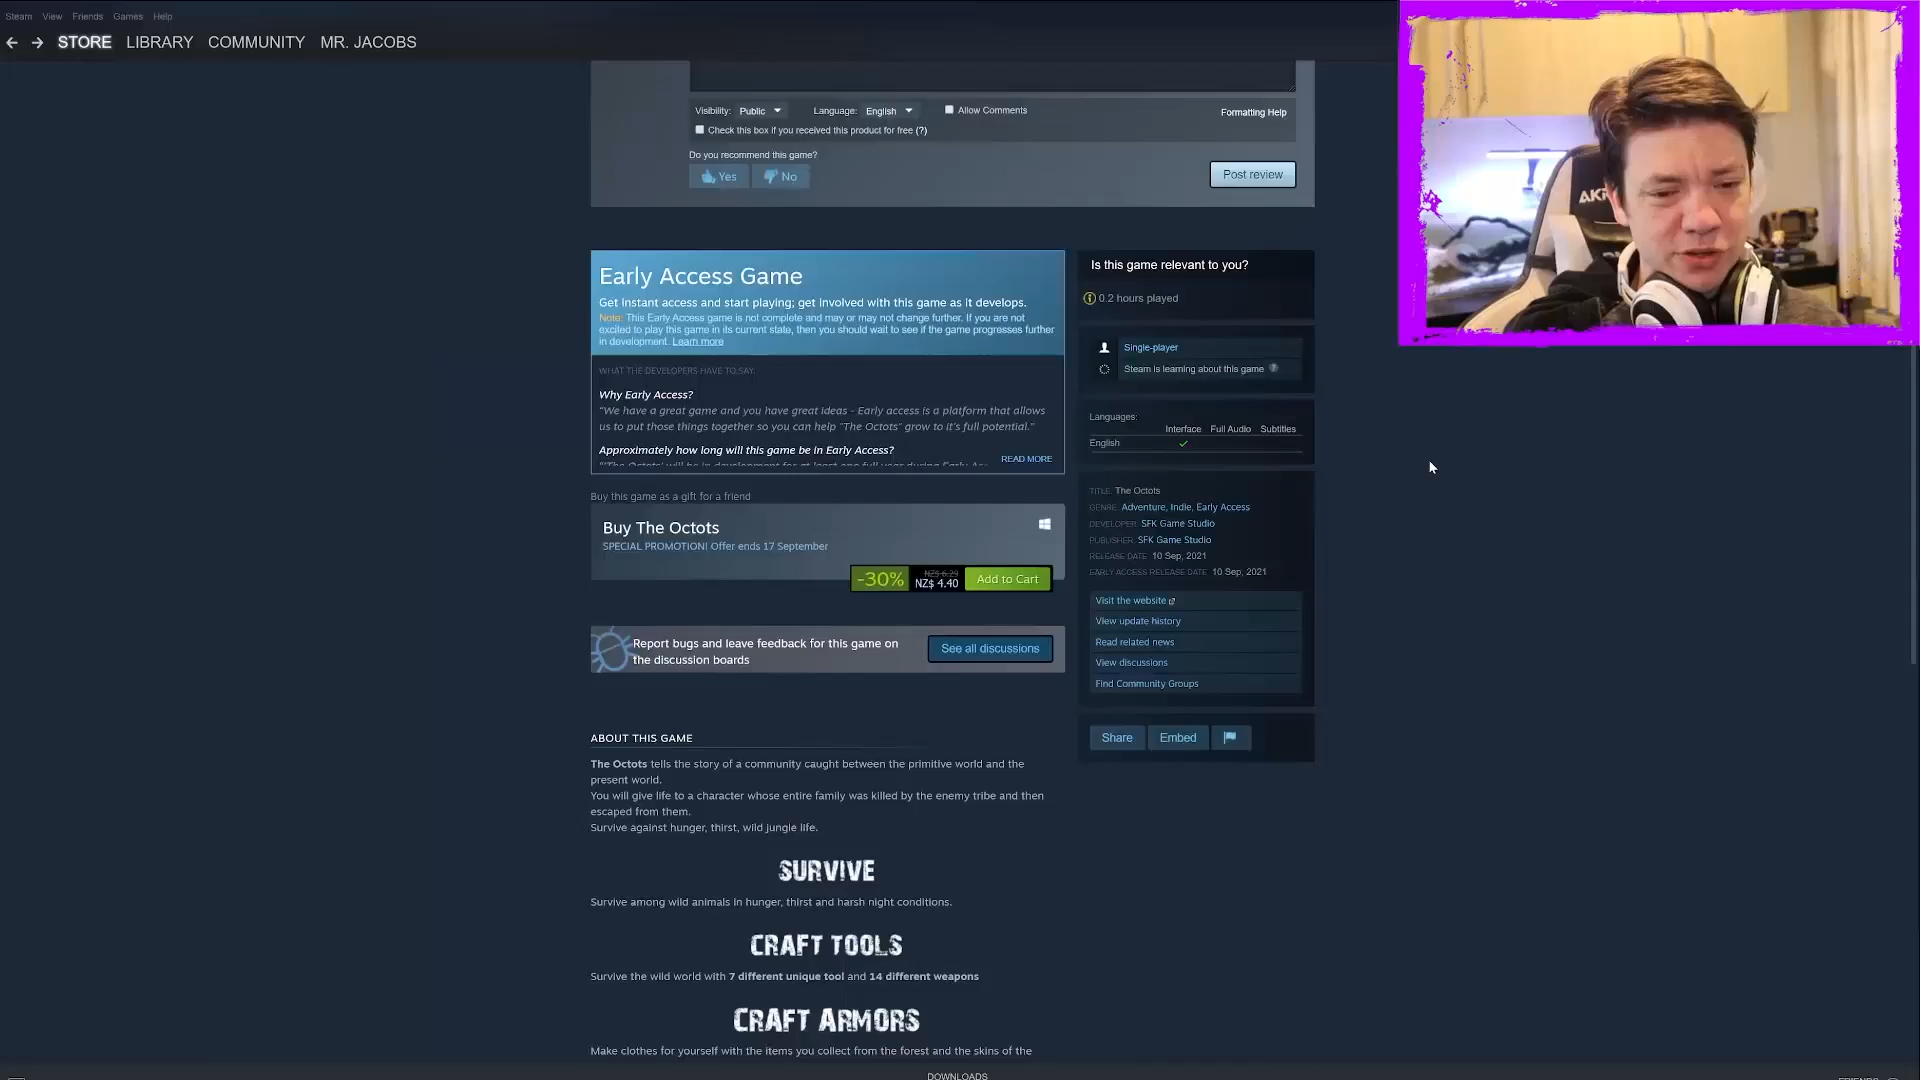 Steam View Friends Games Help
STORE LIBRARY COMMUNITY MR. JACOBS
Visibility: Public Language: English Allow Comments Formatting Help
Check this box if you received this product for free (?)
Do you recommend this game?
Yes No Post review
Early Access Game
Get instant access and start playing; get involved with this game as it develops.
Note: This Early Access game is not complete and may or may not change further. If you are not
excited to play this game in its current state, then you should wait to see if the game progresses further
in development. Learn more
WHAT THE DEVELOPERS HAVE TO SAY:
Why Early Access?
"We have a great game and you have great ideas - Early access is a platform that allows
us to put those things together so you can help "The Octots" grow to it's full potential."
Approximately how long will this game be in Early Access?
"'The Octots' will be in development for at least one full year during Early
READ MORE
Buy this game as a gift for a friend
Buy The Octots
SPECIAL PROMOTION! Offer ends 17 September
-30% NZ$ 6.29 NZ$ 4.40 Add to Cart
Report bugs and leave feedback for this game on
the discussion boards
See all discussions
ABOUT THIS GAME
The Octots tells the story of a community caught between the primitive world and the
present world.
You will give life to a character whose entire family was killed by the enemy tribe and then
escaped from them.
Survive against hunger, thirst, wild jungle life.
SURVIVE
Survive among wild animals in hunger, thirst and harsh night conditions.
CRAFT TOOLS
Survive the wild world with 7 different unique tool and 14 different weapons
CRAFT ARMORS
Make clothes for yourself with the items you collect from the forest and the skins of the
Is this game relevant to you?
0.2 hours played
Single-player
Steam is learning about this game ?
Languages:
Interface Full Audio Subtitles
English ✓
TITLE: The Octots
GENRE: Adventure, Indie, Early Access
DEVELOPER: SFK Game Studio
PUBLISHER: SFK Game Studio
RELEASE DATE: 10 Sep, 2021
EARLY ACCESS RELEASE DATE: 10 Sep, 2021
Visit the website
View update history
Read related news
View discussions
Find Community Groups
Share Embed
DOWNLOADS